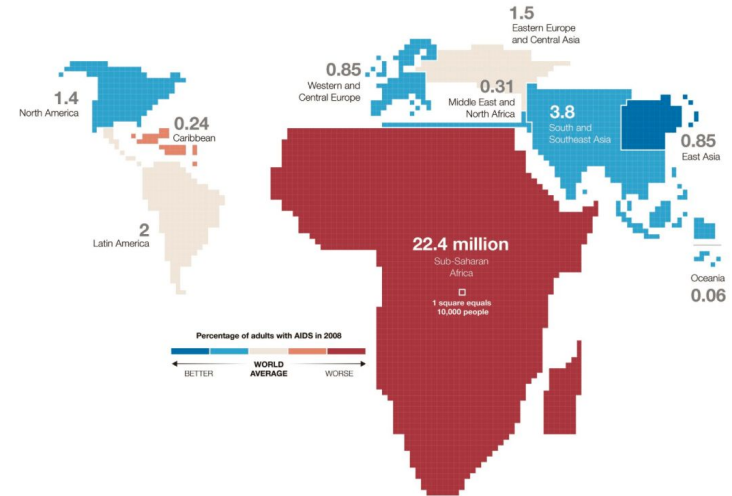 1.5
Eastern Europe
and Central Asia
0.85
Western and
Central Europe
0.31
Middle East and
North Africa
1.4
North America
0.24
Caribbean
3.8
South and
Southeast Asia
0.85
East Asia
2
Latin America
22.4 million
Sub-Saharan
Africa
1 square equals
10,000 people
Oceania
0.06
Percentage of adults with AIDS in 2008
BETTER
WORLD
AVERAGE
WORSE